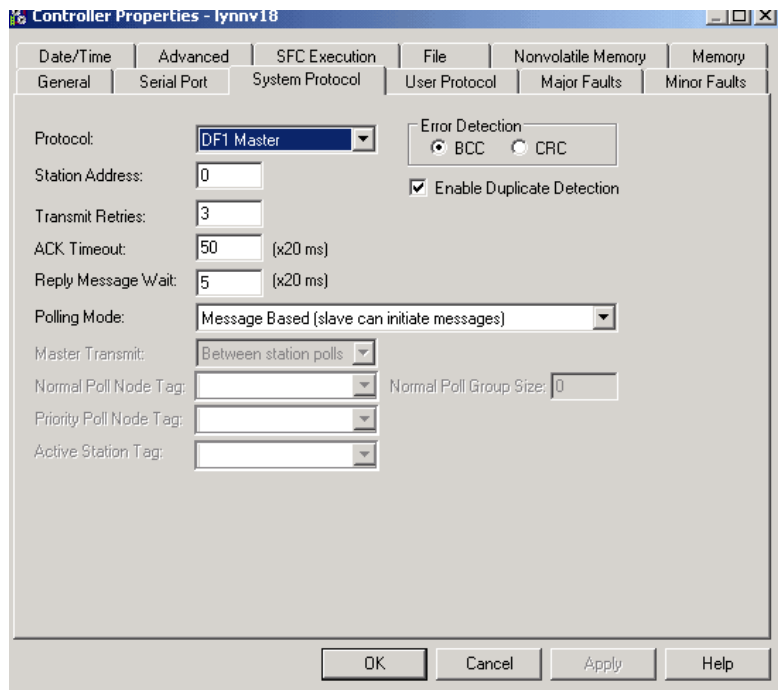 Controller Properties - lynnv18
Date/Time Advanced SFC Execution File Nonvolatile Memory Memory
General Serial Port System Protocol User Protocol Major Faults Minor Faults
Protocol: DF1 Master
Error Detection
BCC CRC
Station Address: 0
Enable Duplicate Detection
Transmit Retries: 3
ACK Timeout: 50 (x20 ms)
Reply Message Wait: 5 (x20 ms)
Polling Mode: Message Based (slave can initiate messages)
Master Transmit: Between station polls
Normal Poll Node Tag: Normal Poll Group Size: 0
Priority Poll Node Tag:
Active Station Tag:
OK Cancel Apply Help